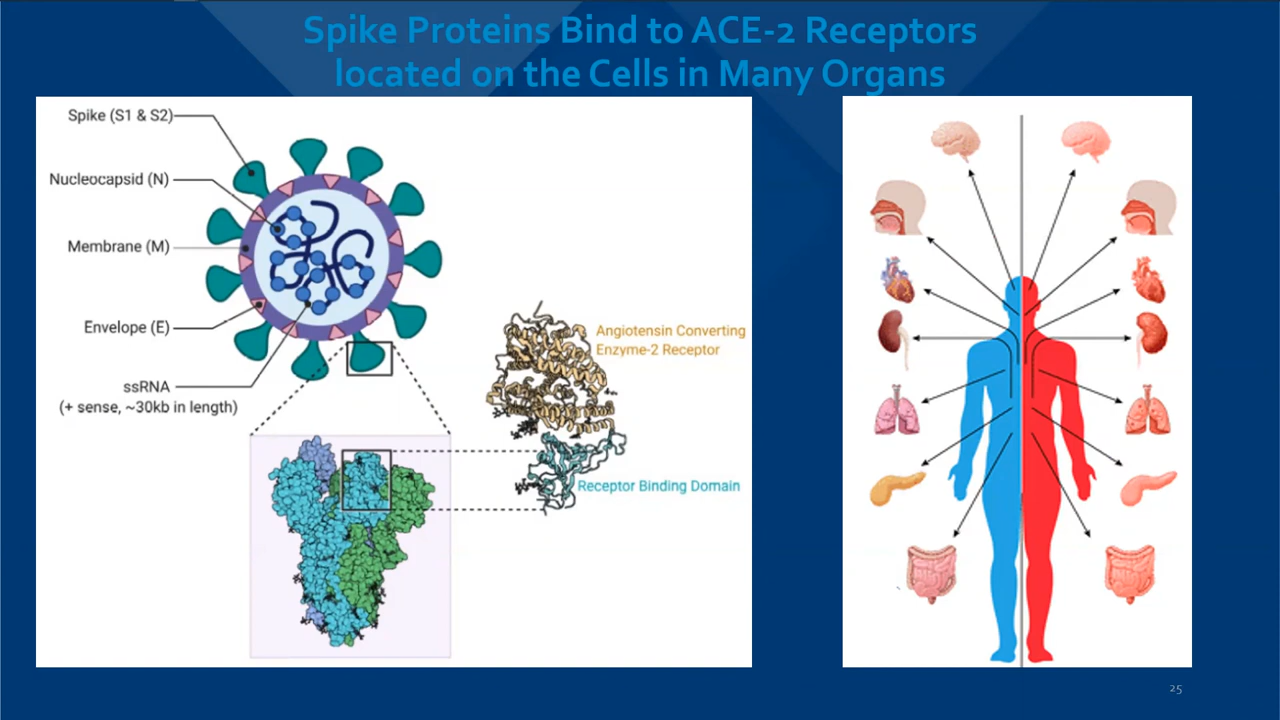 Spike Proteins Bind to ACE-2 Receptors
located on the Cells in Many Organs
Spike (S1 & S2)
Nucleocapsid (N)
Membrane (M)
Envelope (E)
ssRNA
(+ sense, ~30kb in length)
Angiotensin Converting
Enzyme-2 Receptor
Receptor Binding Domain
25